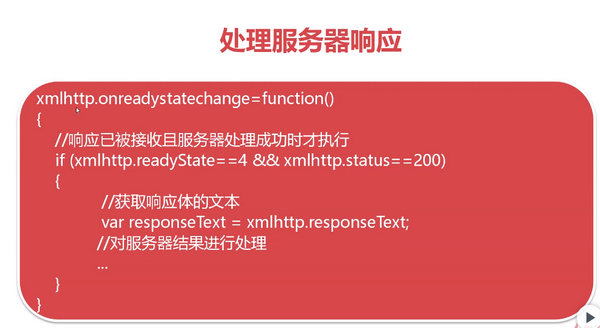 处理服务器响应
xmlhttp.onreadystatechange=function()
{
//响应已被接收且服务器处理成功时才执行
if (xmlhttp.readyState==4 && xmlhttp.status==200)
{
//获取响应体的文本
var responseText = xmlhttp.responseText;
//对服务器结果进行处理
...
}
}